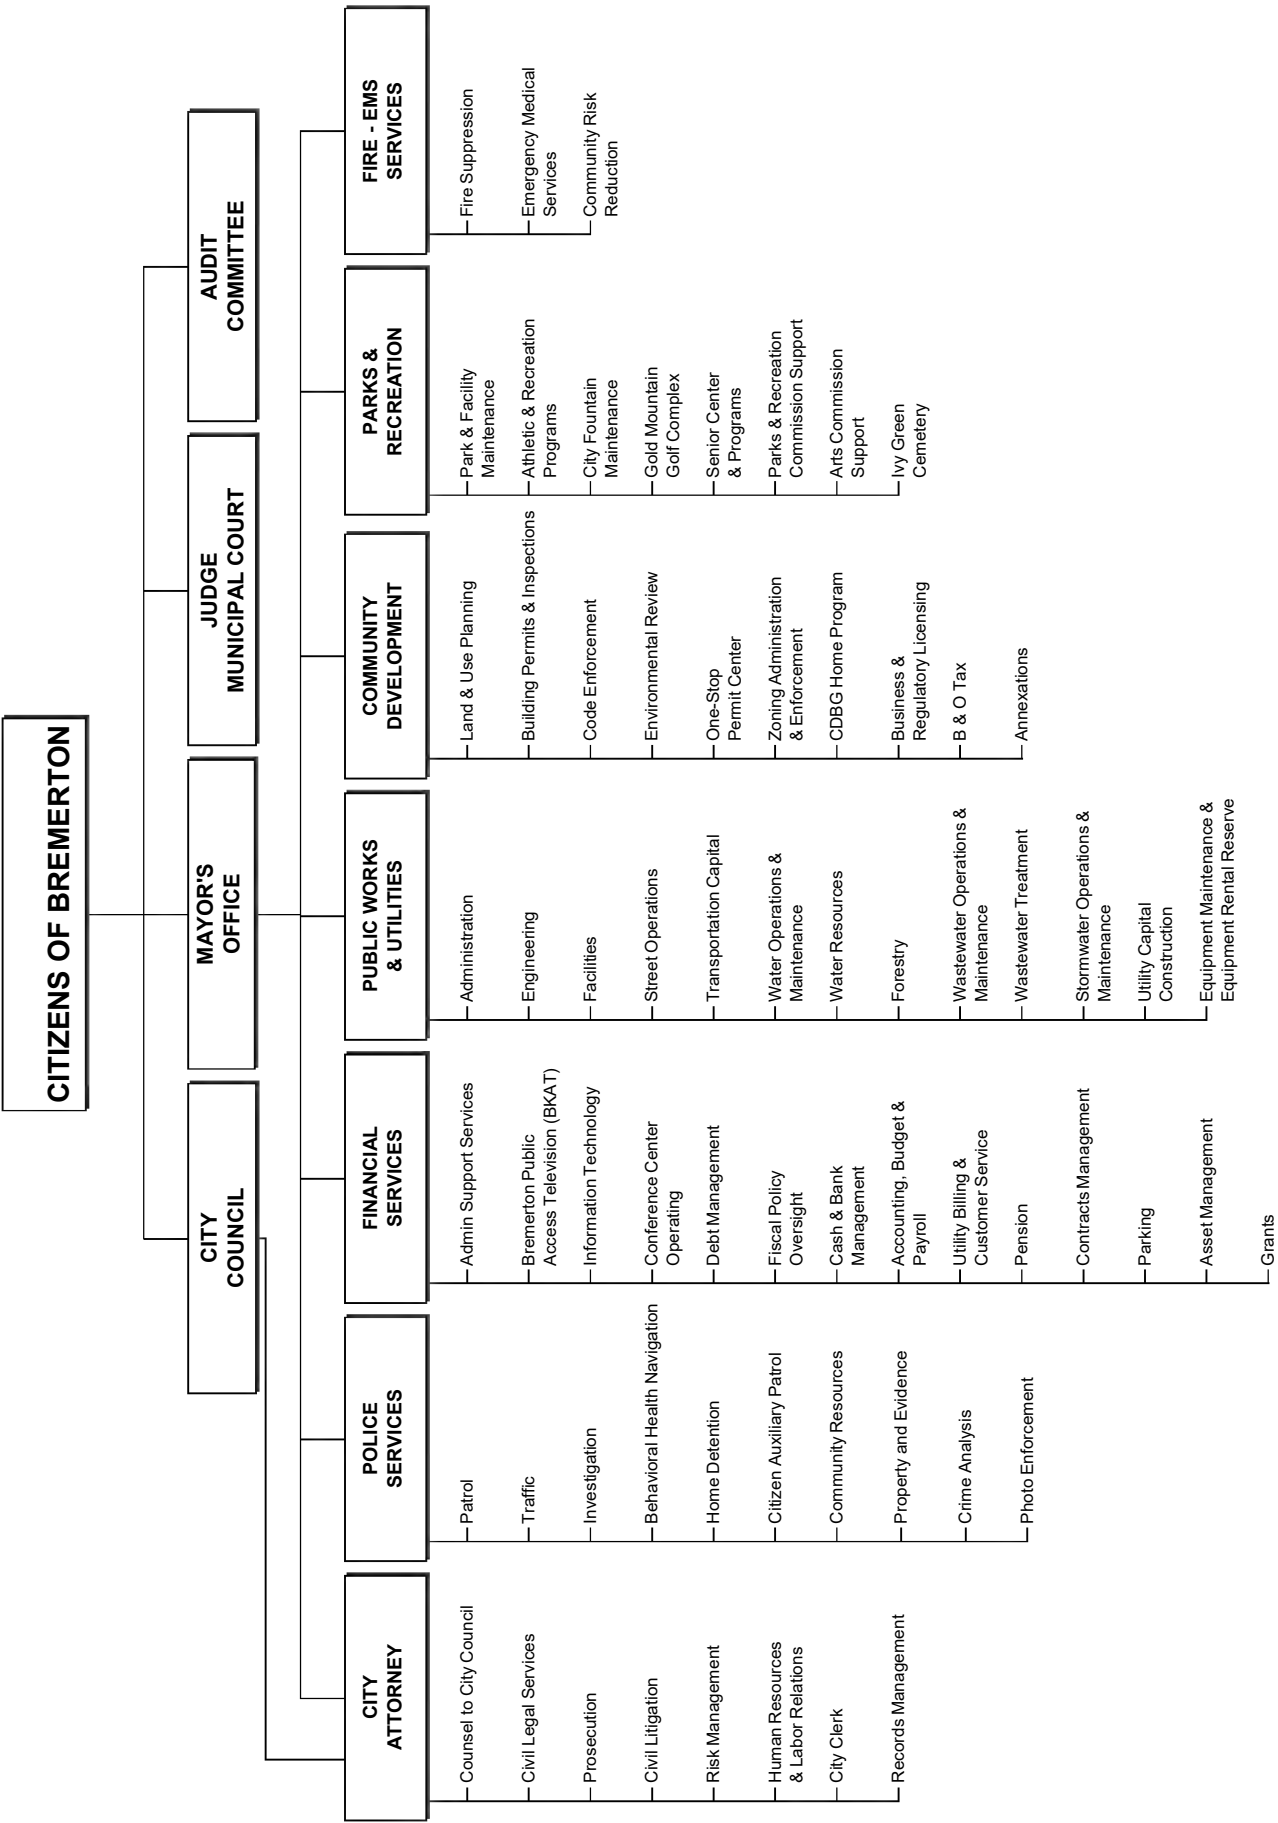 CITIZENS OF BREMERTON
CITY
COUNCIL
MAYOR'S
OFFICE
JUDGE
MUNICIPAL COURT
AUDIT
COMMITTEE
CITY
ATTORNEY
Counsel to City Council
Civil Legal Services
Prosecution
Civil Litigation
Risk Management
Human Resources
& Labor Relations
City Clerk
Records Management
POLICE
SERVICES
Patrol
Traffic
Investigation
Behavioral Health Navigation
Home Detention
Citizen Auxiliary Patrol
Community Resources
Property and Evidence
Crime Analysis
Photo Enforcement
FINANCIAL
SERVICES
Admin Support Services
Bremerton Public
Access Television (BKAT)
Information Technology
Conference Center
Operating
Debt Management
Fiscal Policy
Oversight
Cash & Bank
Management
Accounting, Budget &
Payroll
Utility Billing &
Customer Service
Pension
Contracts Management
Parking
Asset Management
Grants
PUBLIC WORKS
& UTILITIES
Administration
Engineering
Facilities
Street Operations
Transportation Capital
Water Operations &
Maintenance
Water Resources
Forestry
Wastewater Operations &
Maintenance
Wastewater Treatment
Stormwater Operations &
Maintenance
Utility Capital
Construction
Equipment Maintenance &
Equipment Rental Reserve
COMMUNITY
DEVELOPMENT
Land & Use Planning
Building Permits & Inspections
Code Enforcement
Environmental Review
One-Stop
Permit Center
Zoning Administration
& Enforcement
CDBG Home Program
Business &
Regulatory Licensing
B & O Tax
Annexations
PARKS &
RECREATION
Park & Facility
Maintenance
Athletic & Recreation
Programs
City Fountain
Maintenance
Gold Mountain
Golf Complex
Senior Center
& Programs
Parks & Recreation
Commission Support
Arts Commission
Support
Ivy Green
Cemetery
FIRE - EMS
SERVICES
Fire Suppression
Emergency Medical
Services
Community Risk
Reduction